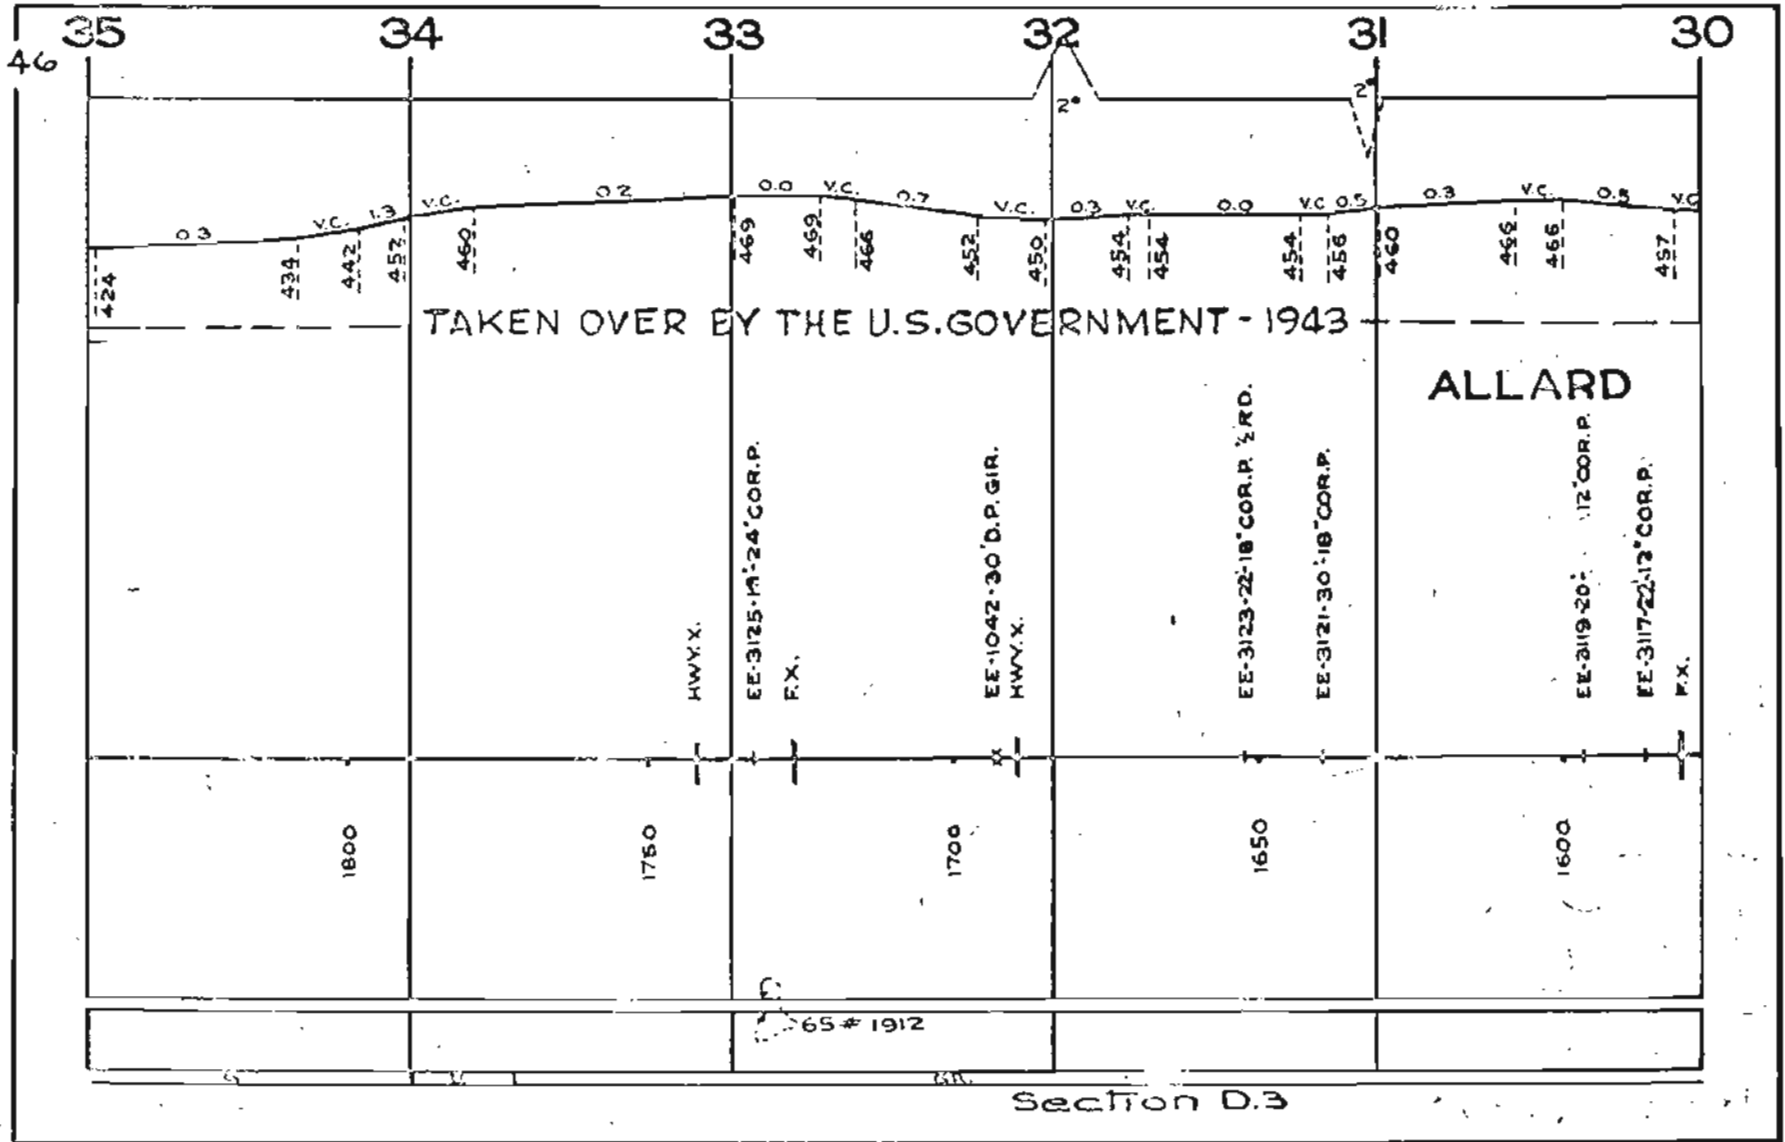 35 34 33 32 31 30
46
2° 2°
0.3 V.C. 1.3 V.C. 0.2 0.0 V.C. 0.7 V.C. 0.3 V.C. 0.0 V.C 0.5 0.3 V.C. 0.5 V.C
424 434 442 452 460 469 469 466 452 450 454 454 454 456 460 466 466 457
TAKEN OVER BY THE U.S. GOVERNMENT - 1943
ALLARD
HWY. X.
EE-3125-19'-24" COR.P.
F.X.
EE-1042-30' D.P. GIR.
HWY. X.
EE-3123-22'-18" COR.P. ½ RD.
EE-3121-30'-18" COR.P.
EE-3119-20'- 12" COR.P.
EE-3117-22'-12" COR.P.
F.X.
1800 1750 1700 1650 1600
65# 1912
GR.
Section D.3